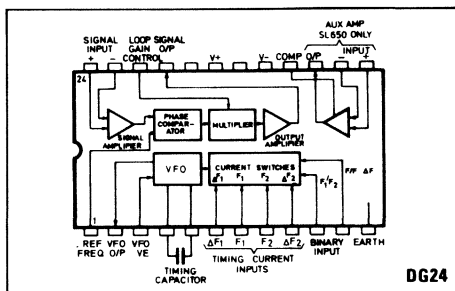 AUX AMP
SL650 ONLY
SIGNAL LOOP SIGNAL
INPUT GAIN O/P V+ V- COMP O/P INPUT
+ - CONTROL - +
24
PHASE
COMPAR-
ATOR
MULTIPLIER
SIGNAL
AMPLIFIER
OUTPUT
AMPLIFIER
VFO
CURRENT SWITCHES
ΔF1 F1 F2 ΔF2
F1/F2
F/F ΔF
1
REF VFO VFO ΔF1 F1 F2 ΔF2 BINARY EARTH
FREQ O/P VE INPUT
TIMING
CAPACITOR
TIMING CURRENT
INPUTS
DG24